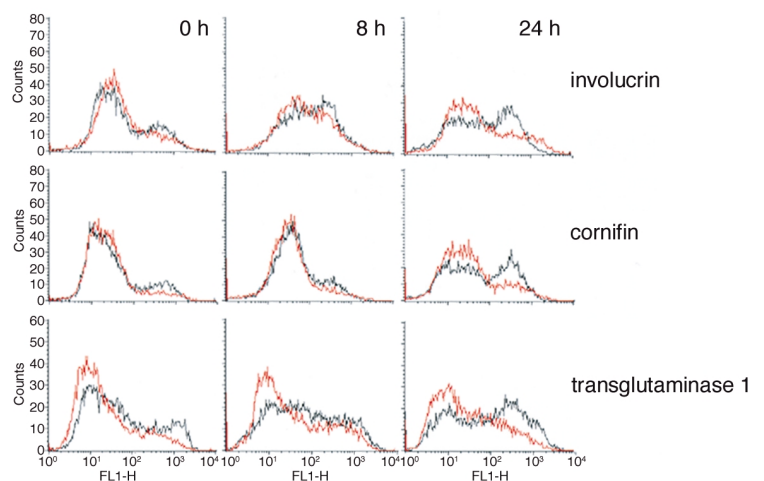 0 h 8 h 24 h
80
70
60
50
40
30
20
10
0
Counts
involucrin
80
70
60
50
40
30
20
10
0
Counts
cornifin
60
50
40
30
20
10
0
Counts
transglutaminase 1
10⁰ 10¹ 10² 10³ 10⁴ 10⁰ 10¹ 10² 10³ 10⁴ 10⁰ 10¹ 10² 10³ 10⁴
FL1-H FL1-H FL1-H